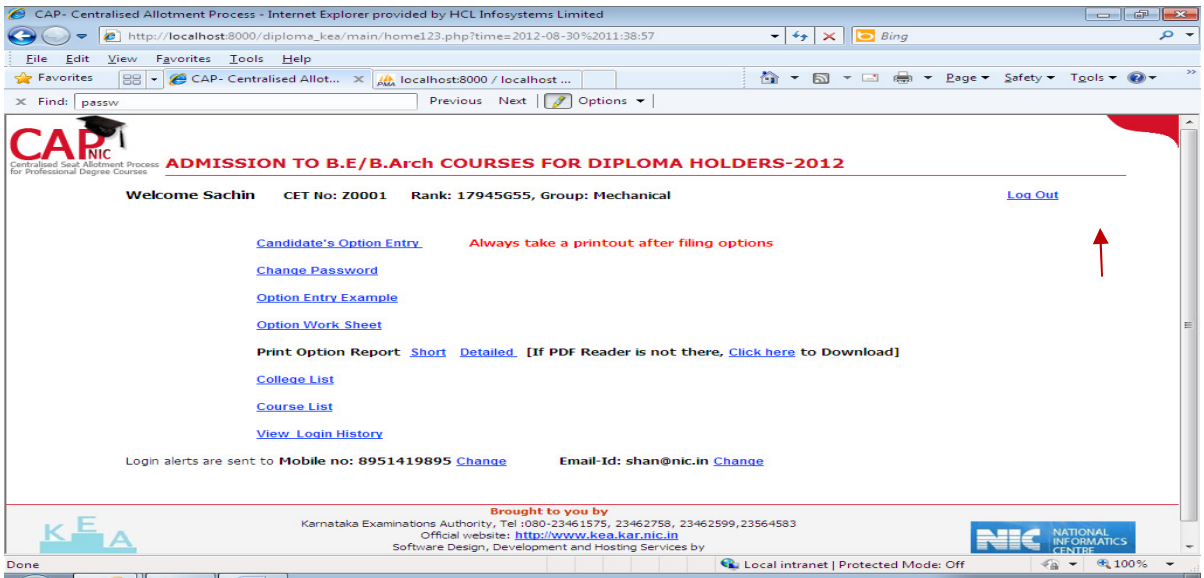 CAP- Centralised Allotment Process - Internet Explorer provided by HCL Infosystems Limited
http://localhost:8000/diploma_kea/main/home123.php?time=2012-08-30%2011:38:57
Bing
File Edit View Favorites Tools Help
Favorites CAP- Centralised Allot... localhost:8000 / localhost ... Page Safety Tools
Find: passw Previous Next Options
CAP NIC
Centralised Seat Allotment Process
for Professional Degree Courses
ADMISSION TO B.E/B.Arch COURSES FOR DIPLOMA HOLDERS-2012
Welcome Sachin CET No: Z0001 Rank: 17945G55, Group: Mechanical Log Out
Candidate's Option Entry Always take a printout after filing options
Change Password
Option Entry Example
Option Work Sheet
Print Option Report Short Detailed [If PDF Reader is not there, Click here to Download]
College List
Course List
View Login History
Login alerts are sent to Mobile no: 8951419895 Change Email-Id: shan@nic.in Change
Brought to you by
Karnataka Examinations Authority, Tel :080-23461575, 23462758, 23462599,23564583
Official website: http://www.kea.kar.nic.in
Software Design, Development and Hosting Services by
KEA
NIC NATIONAL
INFORMATICS
CENTRE
Done Local intranet | Protected Mode: Off 100%